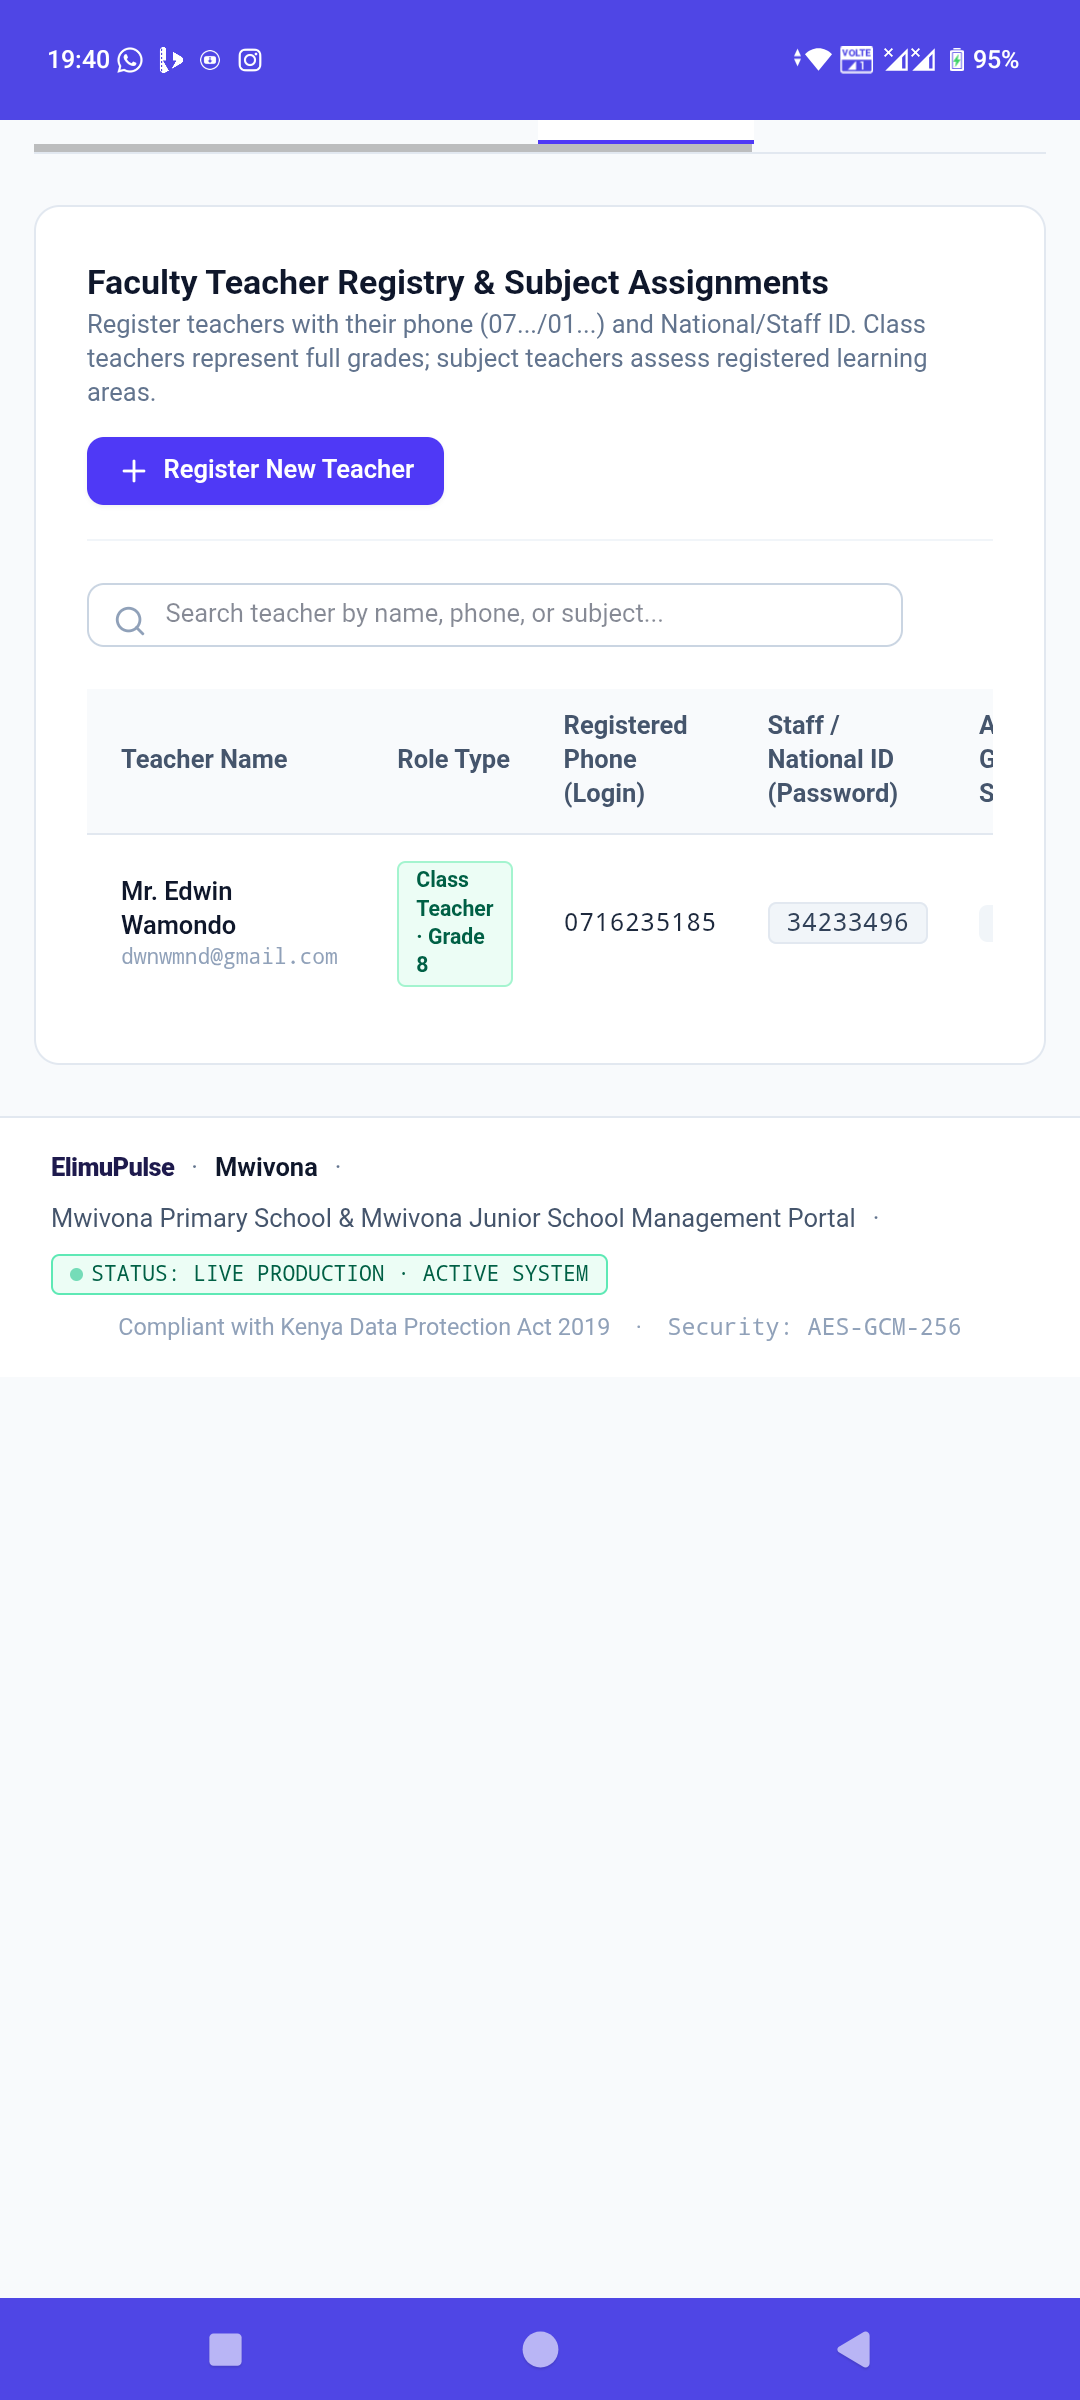 19:40
VOLTE
1
95%
Faculty Teacher Registry & Subject Assignments
Register teachers with their phone (07.../01...) and National/Staff ID. Class
teachers represent full grades; subject teachers assess registered learning
areas.
Register New Teacher
Search teacher by name, phone, or subject...
Teacher Name
Role Type
Registered
Phone
(Login)
Staff /
National ID
(Password)
A
G
S
Mr. Edwin
Wamondo
dwnwmnd@gmail.com
Class
Teacher
· Grade
8
0716235185
34233496
ElimuPulse · Mwivona ·
Mwivona Primary School & Mwivona Junior School Management Portal ·
STATUS: LIVE PRODUCTION · ACTIVE SYSTEM
Compliant with Kenya Data Protection Act 2019 · Security: AES-GCM-256